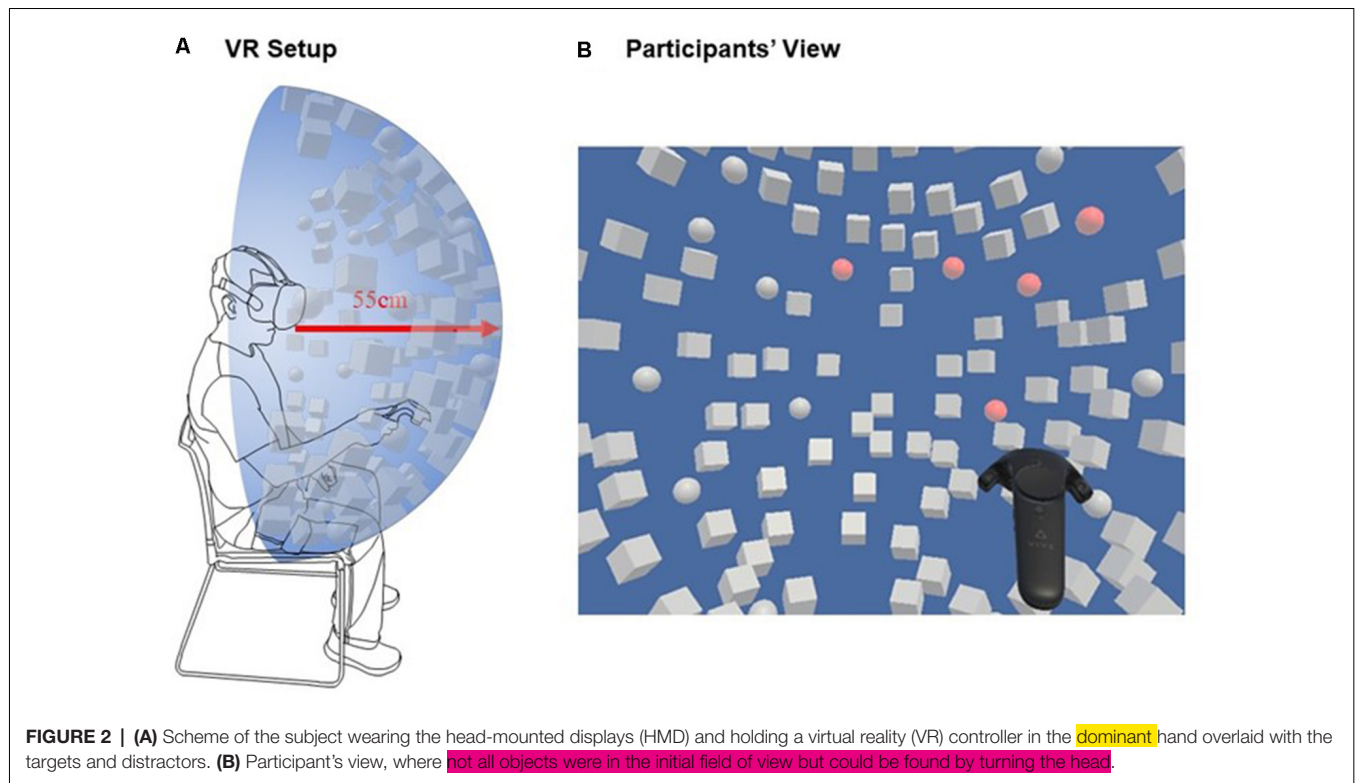 A VR Setup
B Participants’ View
55cm
FIGURE 2 | (A) Scheme of the subject wearing the head-mounted displays (HMD) and holding a virtual reality (VR) controller in the dominant hand overlaid with the
targets and distractors. (B) Participant’s view, where not all objects were in the initial field of view but could be found by turning the head.